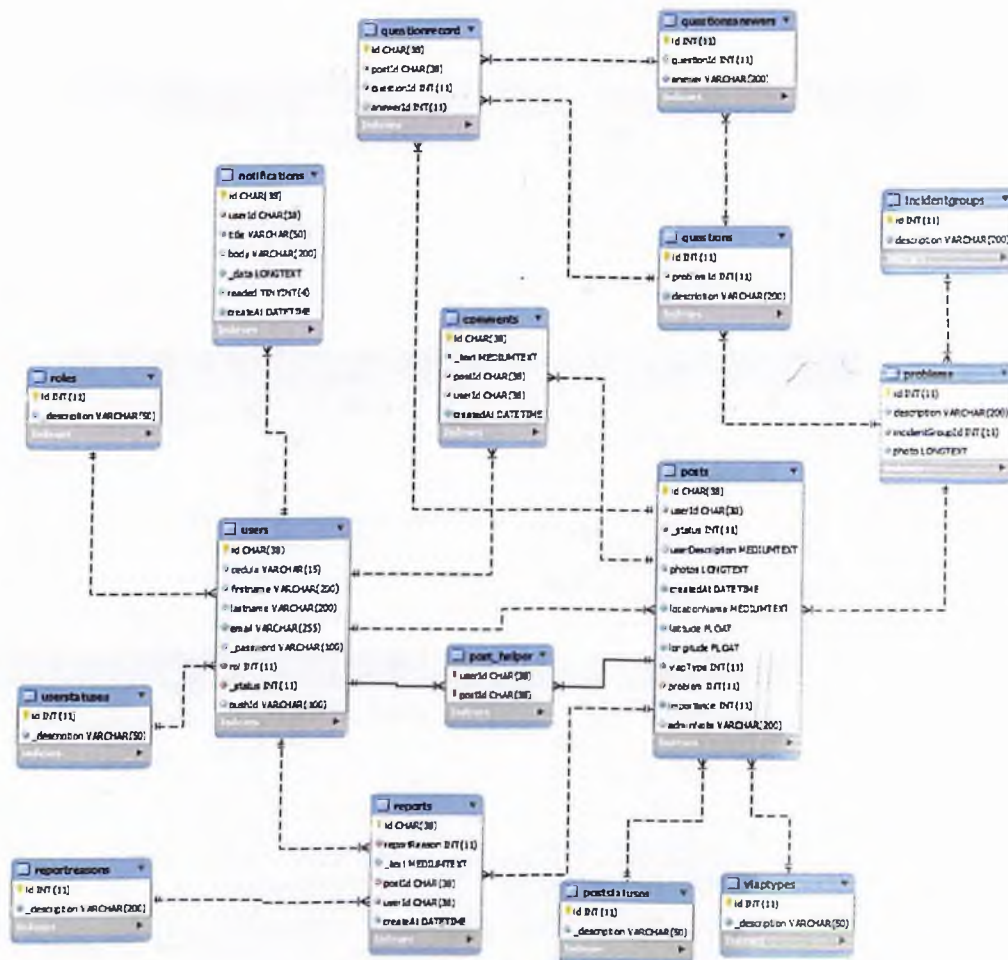 questionrecord
id CHAR(38)
postId CHAR(38)
questionId INT(11)
answerId INT(11)
Indexes
questionsanswers
id INT(11)
questionId INT(11)
answer VARCHAR(200)
Indexes
notifications
id CHAR(38)
userId CHAR(38)
title VARCHAR(50)
body VARCHAR(200)
_data LONGTEXT
readed TINYINT(4)
createAt DATETIME
Indexes
incidentgroups
id INT(11)
description VARCHAR(200)
questions
id INT(11)
problemId INT(11)
description VARCHAR(200)
Indexes
comments
id CHAR(38)
_text MEDIUMTEXT
postId CHAR(38)
userId CHAR(38)
createdAt DATETIME
Indexes
roles
id INT(11)
_description VARCHAR(50)
Indexes
problems
id INT(11)
description VARCHAR(200)
incidentGroupId INT(11)
photo LONGTEXT
posts
id CHAR(38)
userId CHAR(38)
_status INT(11)
userDescription MEDIUMTEXT
photos LONGTEXT
createdAt DATETIME
locationName MEDIUMTEXT
latitude FLOAT
longitude FLOAT
viapType INT(11)
problem INT(11)
importance INT(11)
adminNote VARCHAR(200)
Indexes
users
id CHAR(38)
cedula VARCHAR(15)
firstname VARCHAR(200)
lastname VARCHAR(200)
email VARCHAR(255)
_password VARCHAR(100)
rol INT(11)
_status INT(11)
pushId VARCHAR(100)
Indexes
post_helper
userId CHAR(38)
postId CHAR(38)
Indexes
userstatuses
id INT(11)
_description VARCHAR(50)
Indexes
reports
id CHAR(38)
reportReason INT(11)
_text MEDIUMTEXT
postId CHAR(38)
userId CHAR(38)
createAt DATETIME
Indexes
reportreasons
id INT(11)
_description VARCHAR(200)
Indexes
poststatuses
id INT(11)
_description VARCHAR(50)
Indexes
viaptypes
id INT(11)
_description VARCHAR(50)
Indexes